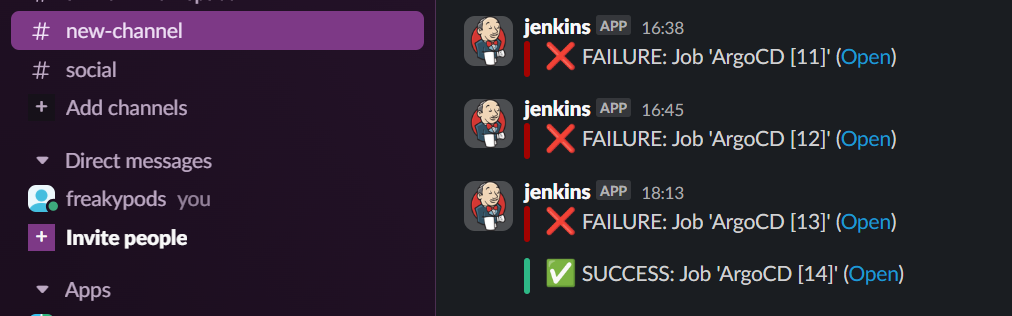 # new-channel
# social
+ Add channels
Direct messages
freakypods you
+ Invite people
Apps
jenkins APP 16:38
FAILURE: Job 'ArgoCD [11]' (Open)
jenkins APP 16:45
FAILURE: Job 'ArgoCD [12]' (Open)
jenkins APP 18:13
FAILURE: Job 'ArgoCD [13]' (Open)
SUCCESS: Job 'ArgoCD [14]' (Open)